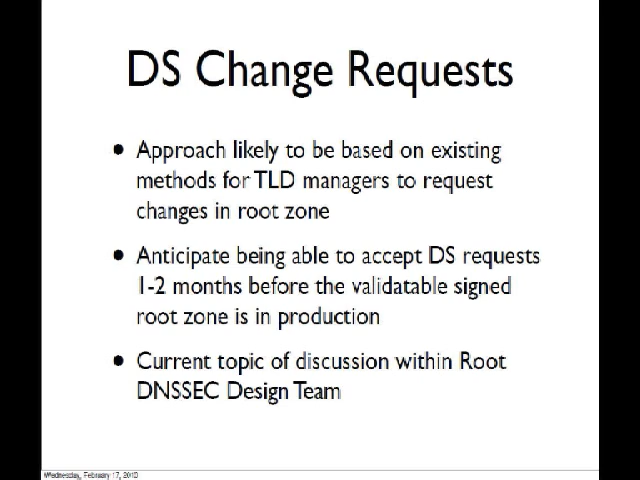 DS Change Requests
• Approach likely to be based on existing
methods for TLD managers to request
changes in root zone
• Anticipate being able to accept DS requests
1-2 months before the validatable signed
root zone is in production
• Current topic of discussion within Root
DNSSEC Design Team
Wednesday, February 17, 2010